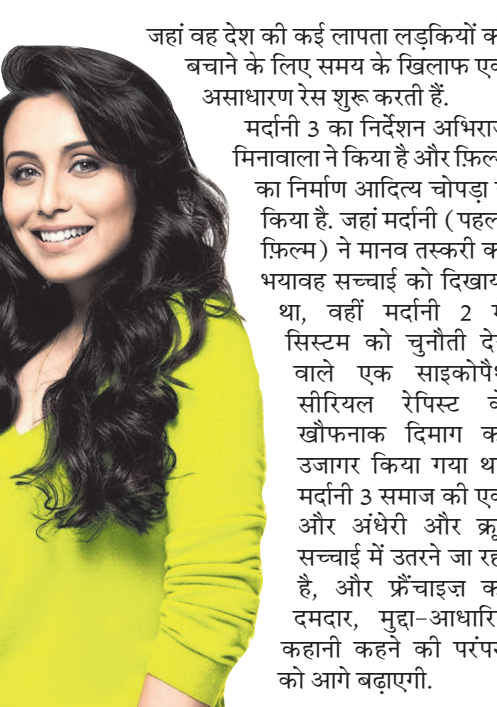 जहां वह देश की कई लापता लड़कियों क
बचाने के लिए समय के खिलाफ एक
असाधारण रेस शुरू करती हैं.
मर्दानी 3 का निर्देशन अभिराज
मिनावाला ने किया है और फ़िल्म
का निर्माण आदित्य चोपड़ा
किया है. जहां मर्दानी (पहल
फ़िल्म) ने मानव तस्करी क
भयावह सच्चाई को दिखाय
था, वहीं मर्दानी 2 म
सिस्टम को चुनौती दे
वाले एक साइकोपैथ
सीरियल रेपिस्ट क
खौफनाक दिमाग क
उजागर किया गया था
मर्दानी 3 समाज की एक
और अंधेरी और क्रू
सच्चाई में उतरने जा रह
है, और फ्रैंचाइज़ क
दमदार, मुद्दा-आधारि
कहानी कहने की परंपर
को आगे बढ़ाएगी.